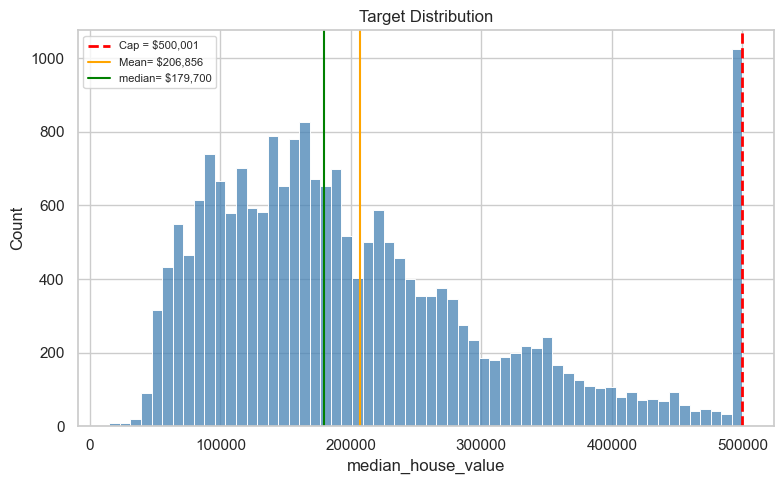 Target Distribution
Cap = $500,001
Mean= $206,856
median= $179,700
1000
800
600
400
200
0
Count
0 100000 200000 300000 400000 500000
median_house_value